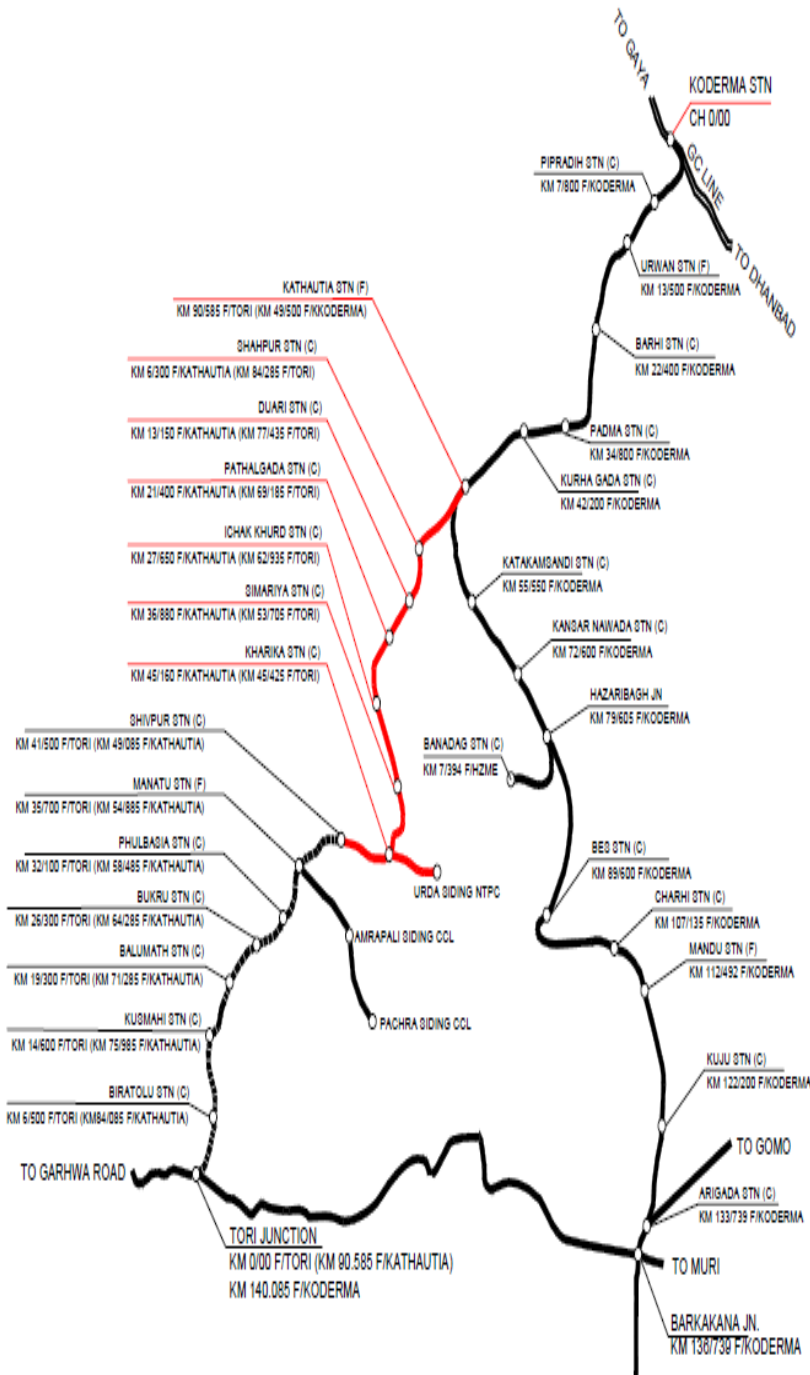 TO GAYA
KODERMA STN
CH 0/00
GC LINE
TO DHANBAD
PIPRADIH STN (C)
KM 7/800 F/KODERMA
URWAN STN (F)
KM 13/500 F/KODERMA
BARHI STN (C)
KM 22/400 F/KODERMA
PADMA STN (C)
KM 34/800 F/KODERMA
KURHA GADA STN (C)
KM 42/200 F/KODERMA
KATHAUTIA STN (F)
KM 90/585 F/TORI (KM 49/500 F/KKODERMA)
SHAHPUR STN (C)
KM 6/300 F/KATHAUTIA (KM 84/285 F/TORI)
DUARI STN (C)
KM 13/150 F/KATHAUTIA (KM 77/435 F/TORI)
PATHALGADA STN (C)
KM 21/400 F/KATHAUTIA (KM 69/185 F/TORI)
ICHAK KHURD STN (C)
KM 27/650 F/KATHAUTIA (KM 62/935 F/TORI)
SIMARIYA STN (C)
KM 36/880 F/KATHAUTIA (KM 53/705 F/TORI)
KHARIKA STN (C)
KM 45/160 F/KATHAUTIA (KM 45/425 F/TORI)
SHIVPUR STN (C)
KM 41/500 F/TORI (KM 49/085 F/KATHAUTIA)
MANATU STN (F)
KM 35/700 F/TORI (KM 54/885 F/KATHAUTIA)
PHULBASIA STN (C)
KM 32/100 F/TORI (KM 58/485 F/KATHAUTIA)
BUKRU STN (C)
KM 26/300 F/TORI (KM 64/285 F/KATHAUTIA)
BALUMATH STN (C)
KM 19/300 F/TORI (KM 71/285 F/KATHAUTIA)
KUSMAHI STN (C)
KM 14/600 F/TORI (KM 75/985 F/KATHAUTIA)
BIRATOLU STN (C)
KM 6/500 F/TORI (KM84/085 F/KATHAUTIA)
KATAKAMSANDI STN (C)
KM 55/550 F/KODERMA
KANSAR NAWADA STN (C)
KM 72/600 F/KODERMA
HAZARIBAGH JN
KM 79/605 F/KODERMA
BANADAG STN (C)
KM 7/394 F/HZME
BES STN (C)
KM 89/600 F/KODERMA
CHARHI STN (C)
KM 107/135 F/KODERMA
MANDU STN (F)
KM 112/492 F/KODERMA
KUJU STN (C)
KM 122/200 F/KODERMA
URDA SIDING NTPC
AMRAPALI SIDING CCL
PACHRA SIDING CCL
TO GOMO
ARIGADA STN (C)
KM 133/739 F/KODERMA
TO GARHWA ROAD
TORI JUNCTION
KM 0/00 F/TORI (KM 90.585 F/KATHAUTIA)
KM 140.085 F/KODERMA
TO MURI
BARKAKANA JN.
KM 136/739 F/KODERMA